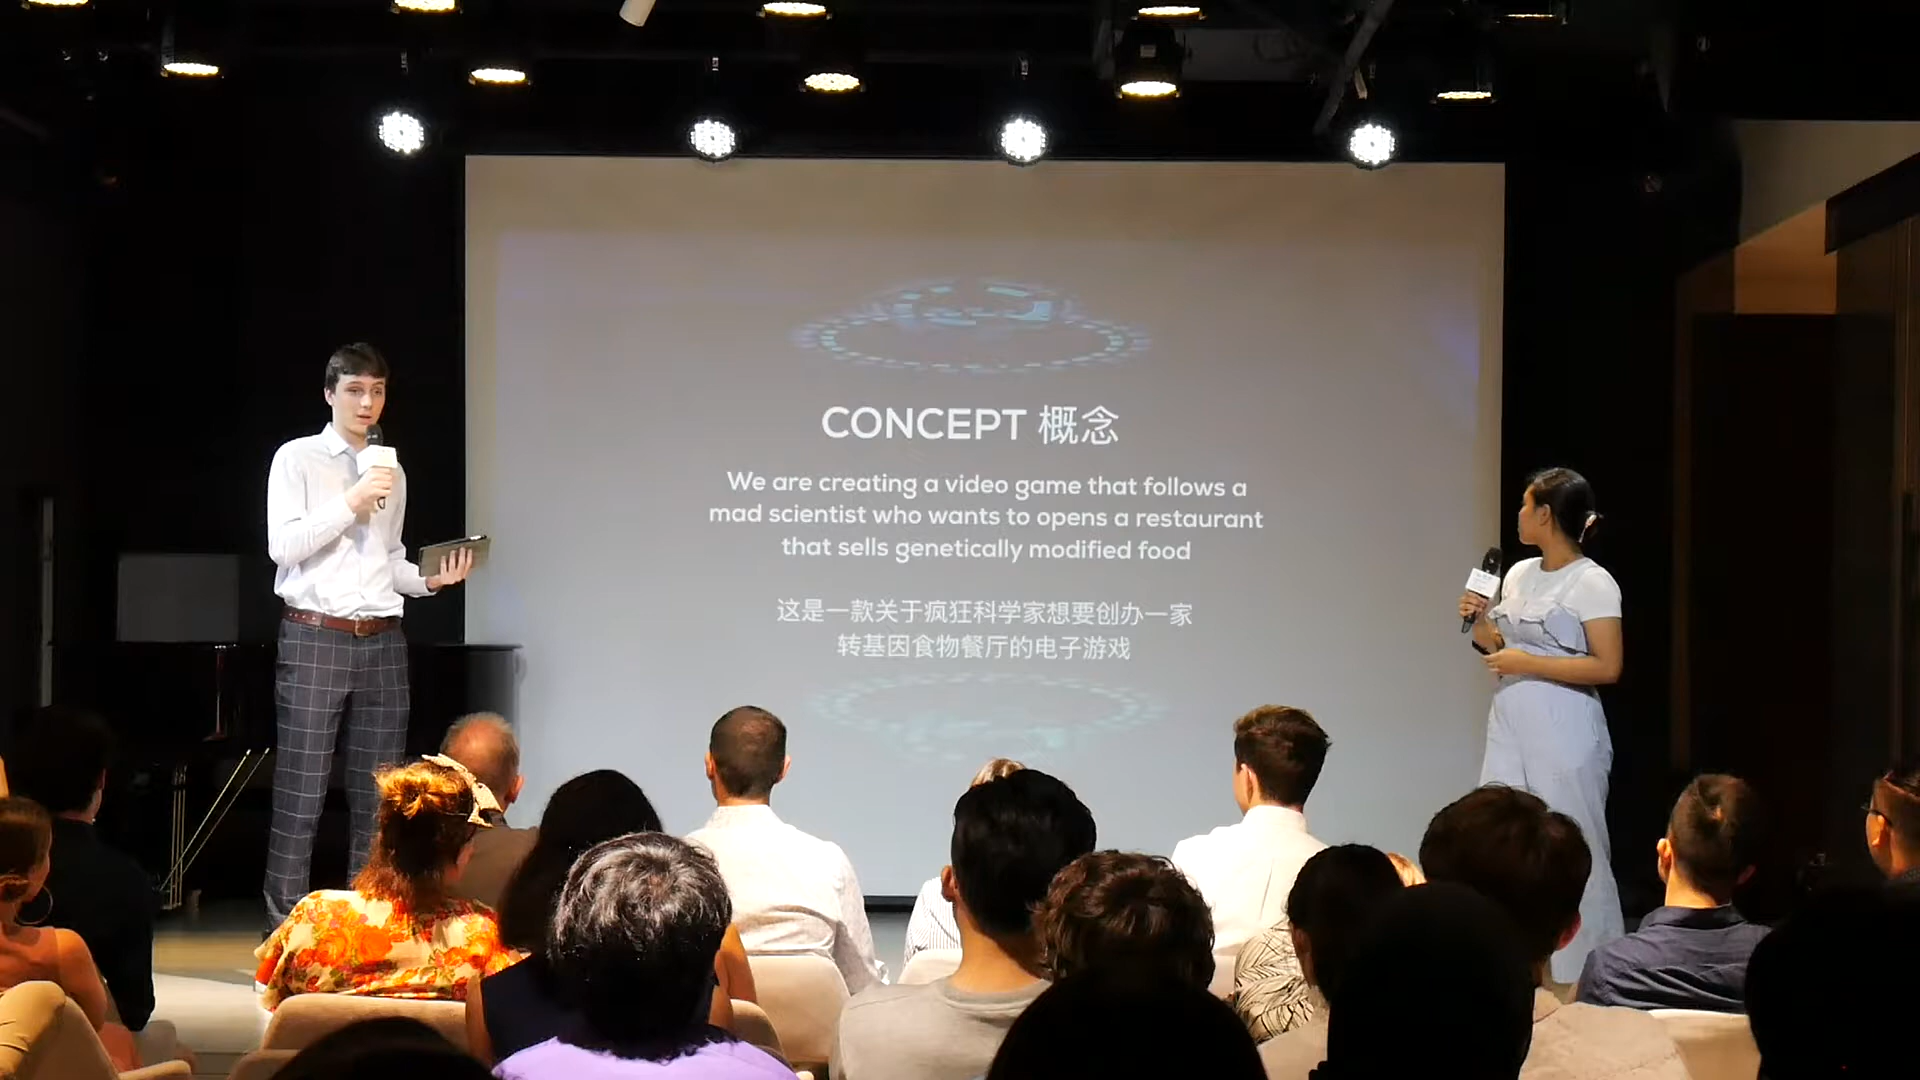 CONCEPT 概念
We are creating a video game that follows a
mad scientist who wants to opens a restaurant
that sells genetically modified food
这是一款关于疯狂科学家想要创办一家
转基因食物餐厅的电子游戏